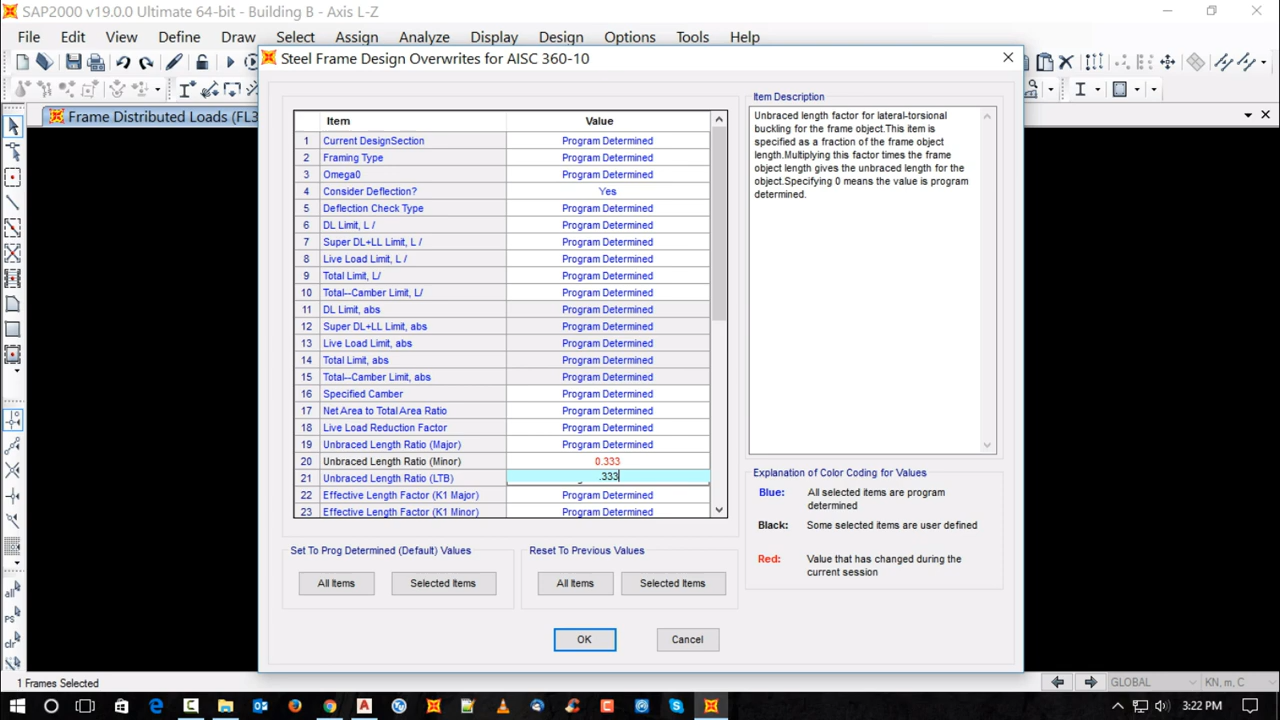 SAP2000 v19.0.0 Ultimate 64-bit - Building B - Axis L-Z
File Edit View Define Draw Select Assign Analyze Display Design Options Tools Help
Steel Frame Design Overwrites for AISC 360-10
Frame Distributed Loads (FL3
Item Value
1 Current DesignSection Program Determined
2 Framing Type Program Determined
3 Omega0 Program Determined
4 Consider Deflection? Yes
5 Deflection Check Type Program Determined
6 DL Limit, L / Program Determined
7 Super DL+LL Limit, L / Program Determined
8 Live Load Limit, L / Program Determined
9 Total Limit, L/ Program Determined
10 Total--Camber Limit, L/ Program Determined
11 DL Limit, abs Program Determined
12 Super DL+LL Limit, abs Program Determined
13 Live Load Limit, abs Program Determined
14 Total Limit, abs Program Determined
15 Total--Camber Limit, abs Program Determined
16 Specified Camber Program Determined
17 Net Area to Total Area Ratio Program Determined
18 Live Load Reduction Factor Program Determined
19 Unbraced Length Ratio (Major) Program Determined
20 Unbraced Length Ratio (Minor) 0.333
21 Unbraced Length Ratio (LTB) .333
22 Effective Length Factor (K1 Major) Program Determined
23 Effective Length Factor (K1 Minor) Program Determined
Set To Prog Determined (Default) Values
All Items Selected Items
Reset To Previous Values
All Items Selected Items
OK Cancel
Item Description
Unbraced length factor for lateral-torsional
buckling for the frame object.This item is
specified as a fraction of the frame object
length.Multiplying this factor times the frame
object length gives the unbraced length for the
object.Specifying 0 means the value is program
determined.
Explanation of Color Coding for Values
Blue: All selected items are program
determined
Black: Some selected items are user defined
Red: Value that has changed during the
current session
all
PS
clr
1 Frames Selected
GLOBAL
KN, m, C
3:22 PM